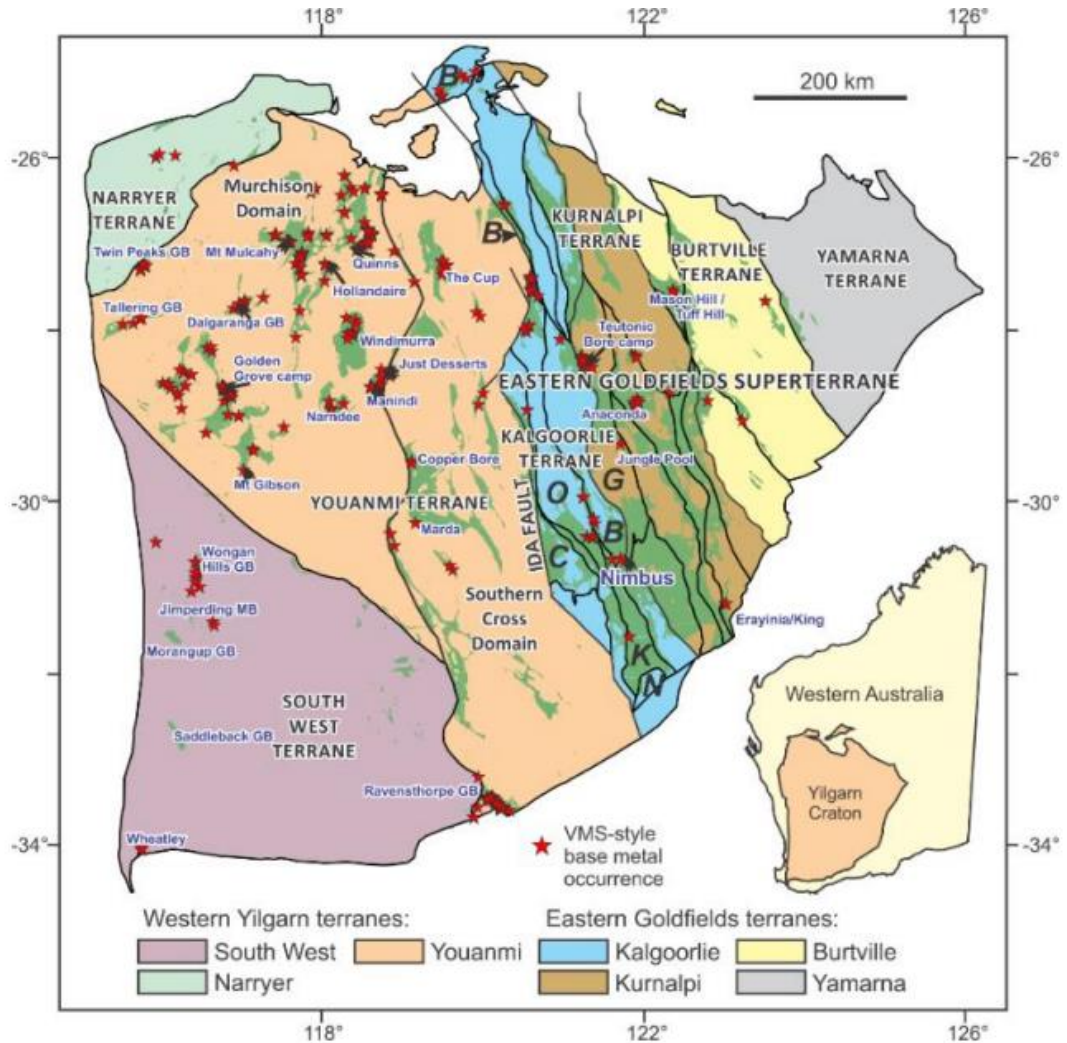 118°
122°
126°
200 km
-26°
-26°
B
NARRYER
TERRANE
Murchison
Domain
KURNALPI
TERRANE
B
BURTVILLE
TERRANE
YAMARNA
TERRANE
Twin Peaks GB
Mt Mulcahy
Quinns
The Cup
Hollandaire
Mason Hill /
Tuff Hill
Tallering GB
Dalgaranga GB
Windimurra
Teutonic
Bore camp
Golden
Grove camp
Just Desserts
EASTERN GOLDFIELDS SUPERTERRANE
Manindi
Narndee
Anaconda
KALGOORLIE
TERRANE
Jungle Pool
Copper Bore
Mt Gibson
YOUANMI TERRANE
IDA FAULT
O
G
-30°
-30°
Marda
B
C
Nimbus
Wongan
Hills GB
Jimperding MB
Southern
Cross
Domain
Erayinia/King
Morangup GB
K
N
Western Australia
SOUTH
WEST
TERRANE
Saddleback GB
Yilgarn
Craton
Ravensthorpe GB
Wheatley
-34°
-34°
VMS-style
base metal
occurrence
Western Yilgarn terranes:
South West
Youanmi
Narryer
Eastern Goldfields terranes:
Kalgoorlie
Burtville
Kurnalpi
Yamarna
118°
122°
126°